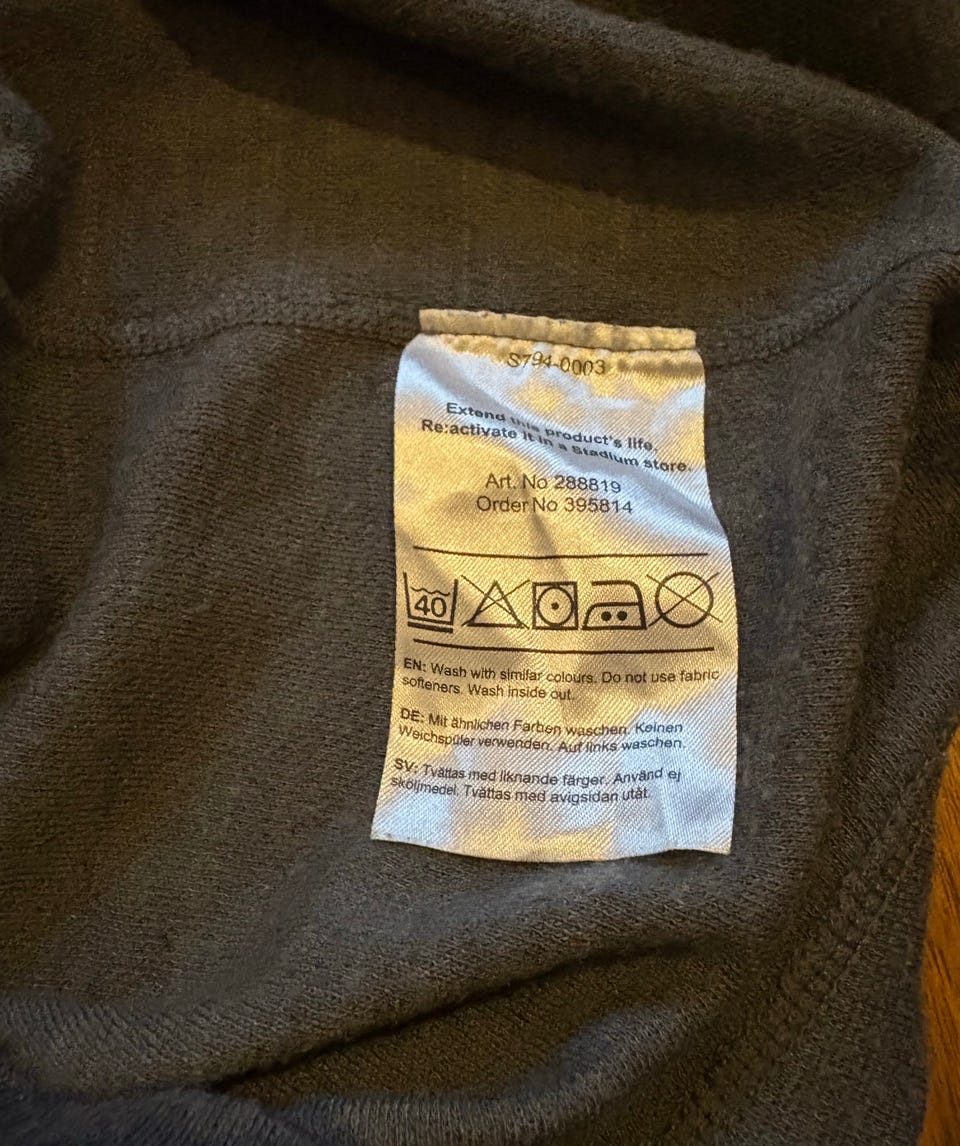 S794-0003
Extend this product's life.
Re:activate it in a Stadium store.
Art. No 288819
Order No 395814
40
EN: Wash with similar colours. Do not use fabric
softeners. Wash inside out.
DE: Mit ähnlichen Farben waschen. Keinen
Weichspüler verwenden. Auf links waschen.
SV: Tvättas med liknande färger. Använd ej
sköljmedel. Tvättas med avigsidan utåt.